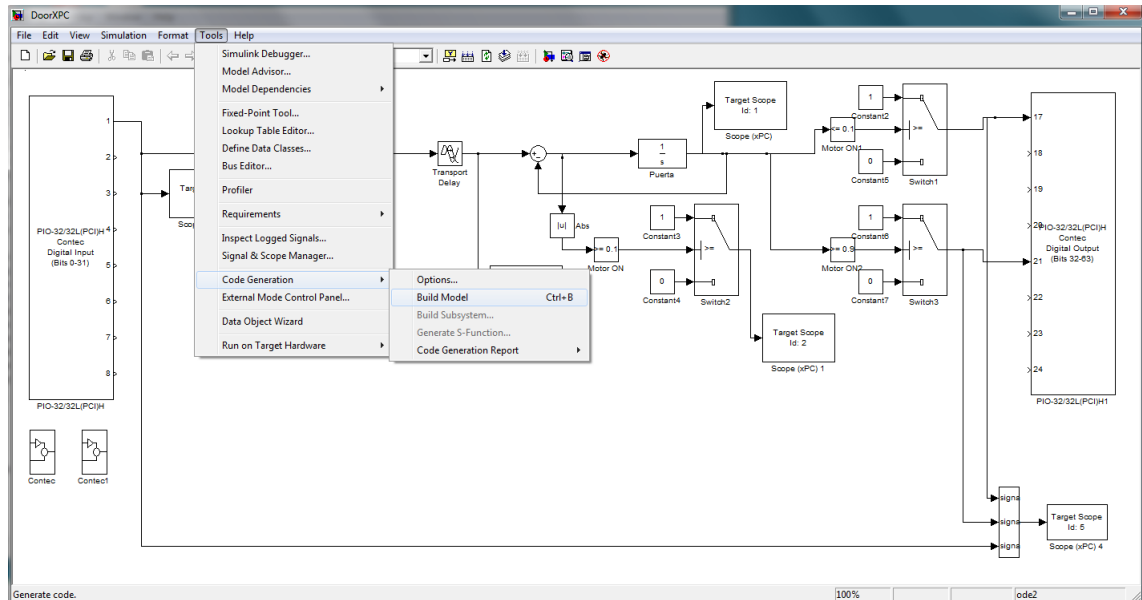 DoorXPC
File Edit View Simulation Format Tools Help
Simulink Debugger...
Model Advisor...
Model Dependencies
Fixed-Point Tool...
Lookup Table Editor...
Define Data Classes...
Bus Editor...
Profiler
Requirements
Inspect Logged Signals...
Signal & Scope Manager...
Code Generation
External Mode Control Panel...
Data Object Wizard
Run on Target Hardware
Options...
Build Model Ctrl+B
Build Subsystem...
Generate S-Function...
Code Generation Report
1
2
3
4
5
6
7
8
PIO-32/32L(PCI)H
Contec
Digital Input
(Bits 0-31)
PIO-32/32L(PCI)H
Contec
Contec1
Transport
Delay
|u|
Abs
>= 0.1
Motor ON
1
s
Puerta
Target Scope
Id: 1
Scope (xPC)
1
Constant3
0
Constant4
>=
Switch2
Target Scope
Id: 2
Scope (xPC) 1
<= 0.1
Motor ON1
1
Constant2
0
Constant5
>=
Switch1
>= 0.9
Motor ON2
1
Constant6
0
Constant7
>=
Switch3
17
18
19
20
21
22
23
24
PIO-32/32L(PCI)H
Contec
Digital Output
(Bits 32-63)
PIO-32/32L(PCI)H1
signa
signa
signa
Target Scope
Id: 5
Scope (xPC) 4
Generate code.
100%
ode2